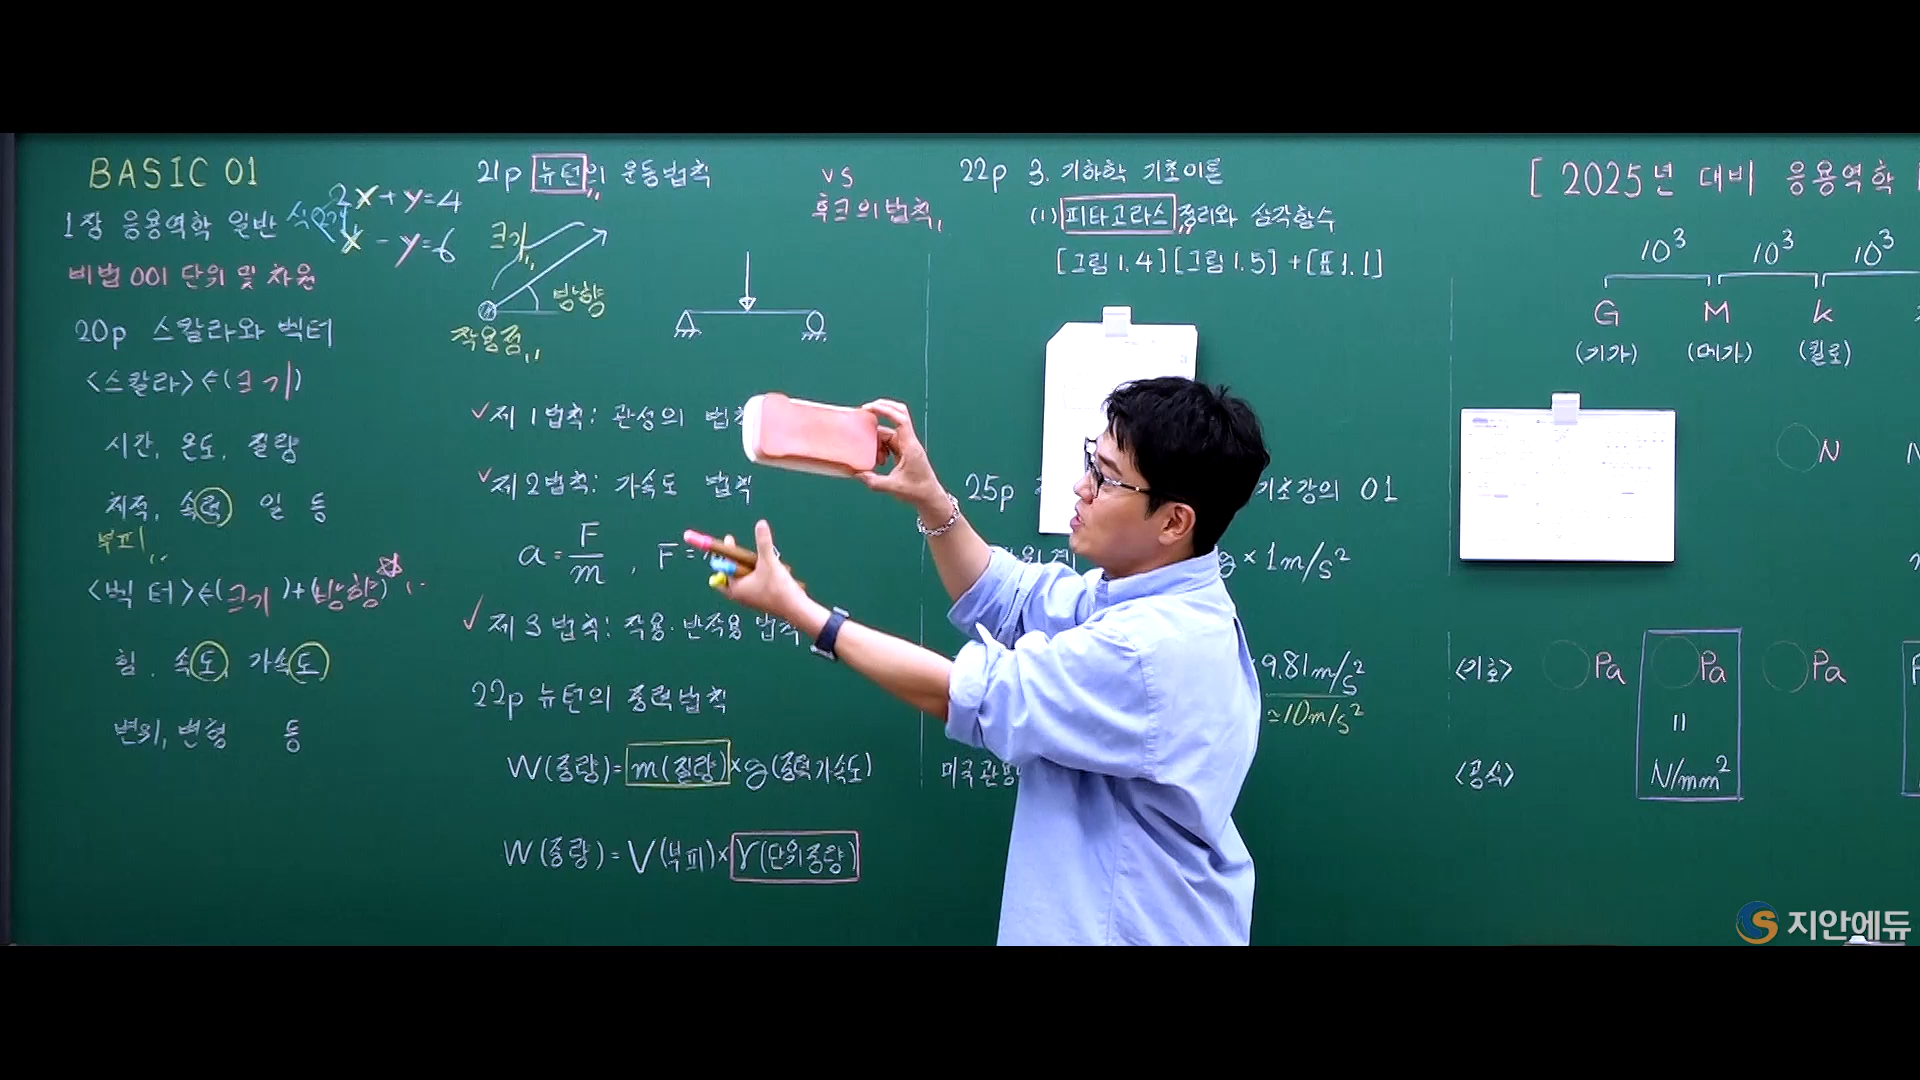 BASIC 01
1장 응용역학 일반
비법 001 단위 및 차원
20p 스칼라와 벡터
<스칼라>∈(크기)
시간, 온도, 질량
체적, 속력 일 등
부피
<벡터>∈(크기)+(방향)
힘, 속도, 가속도
변위, 변형 등
2x+y=4
x-y=6
21p 뉴턴의 운동법칙
vs
후크의 법칙
크기
방향
작용점
✓제1법칙: 관성의 법칙
✓제2법칙: 가속도 법칙
a=F/m, F=
✓제3법칙: 작용·반작용 법칙
22p 뉴턴의 중력법칙
W(중량)=m(질량)×g(중력가속도)
W(중량)=V(부피)×γ(단위중량)
22p 3. 기하학 기초이론
(1) 피타고라스 정리와 삼각함수
[그림 1.4][그림 1.5]+[표 1.1]
25p 기초강의 01
g×1m/s²
9.81m/s²
≃10m/s²
미국관용
[2025년 대비 응용역학
10³ 10³ 10³
G M k
(기가) (메가) (킬로)
N
<기호> Pa Pa Pa
=
<공식> N/mm²
지안에듀